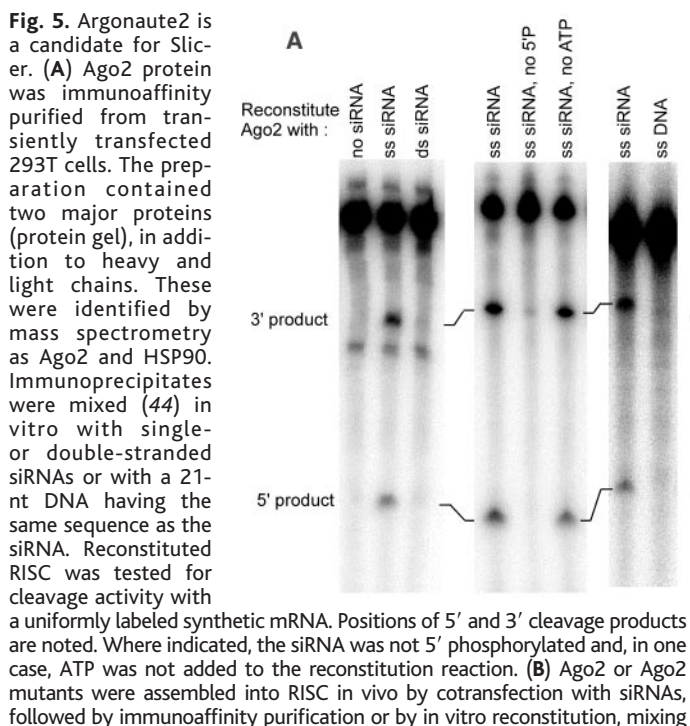 Fig. 5. Argonaute2 is
a candidate for Slic-
er. (A) Ago2 protein
was immunoaffinity
purified from tran-
siently transfected
293T cells. The prep-
aration contained
two major proteins
(protein gel), in addi-
tion to heavy and
light chains. These
were identified by
mass spectrometry
as Ago2 and HSP90.
Immunoprecipitates
were mixed (44) in
vitro with single-
or double-stranded
siRNAs or with a 21-
nt DNA having the
same sequence as the
siRNA. Reconstituted
RISC was tested for
cleavage activity with
a uniformly labeled synthetic mRNA. Positions of 5′ and 3′ cleavage products
are noted. Where indicated, the siRNA was not 5′ phosphorylated and, in one
case, ATP was not added to the reconstitution reaction. (B) Ago2 or Ago2
mutants were assembled into RISC in vivo by cotransfection with siRNAs,
followed by immunoaffinity purification or by in vitro reconstitution, mixing
A
Reconstitute
Ago2 with :
no siRNA
ss siRNA
ds siRNA
ss siRNA
ss siRNA, no 5'P
ss siRNA, no ATP
ss siRNA
ss DNA
3' product
5' product